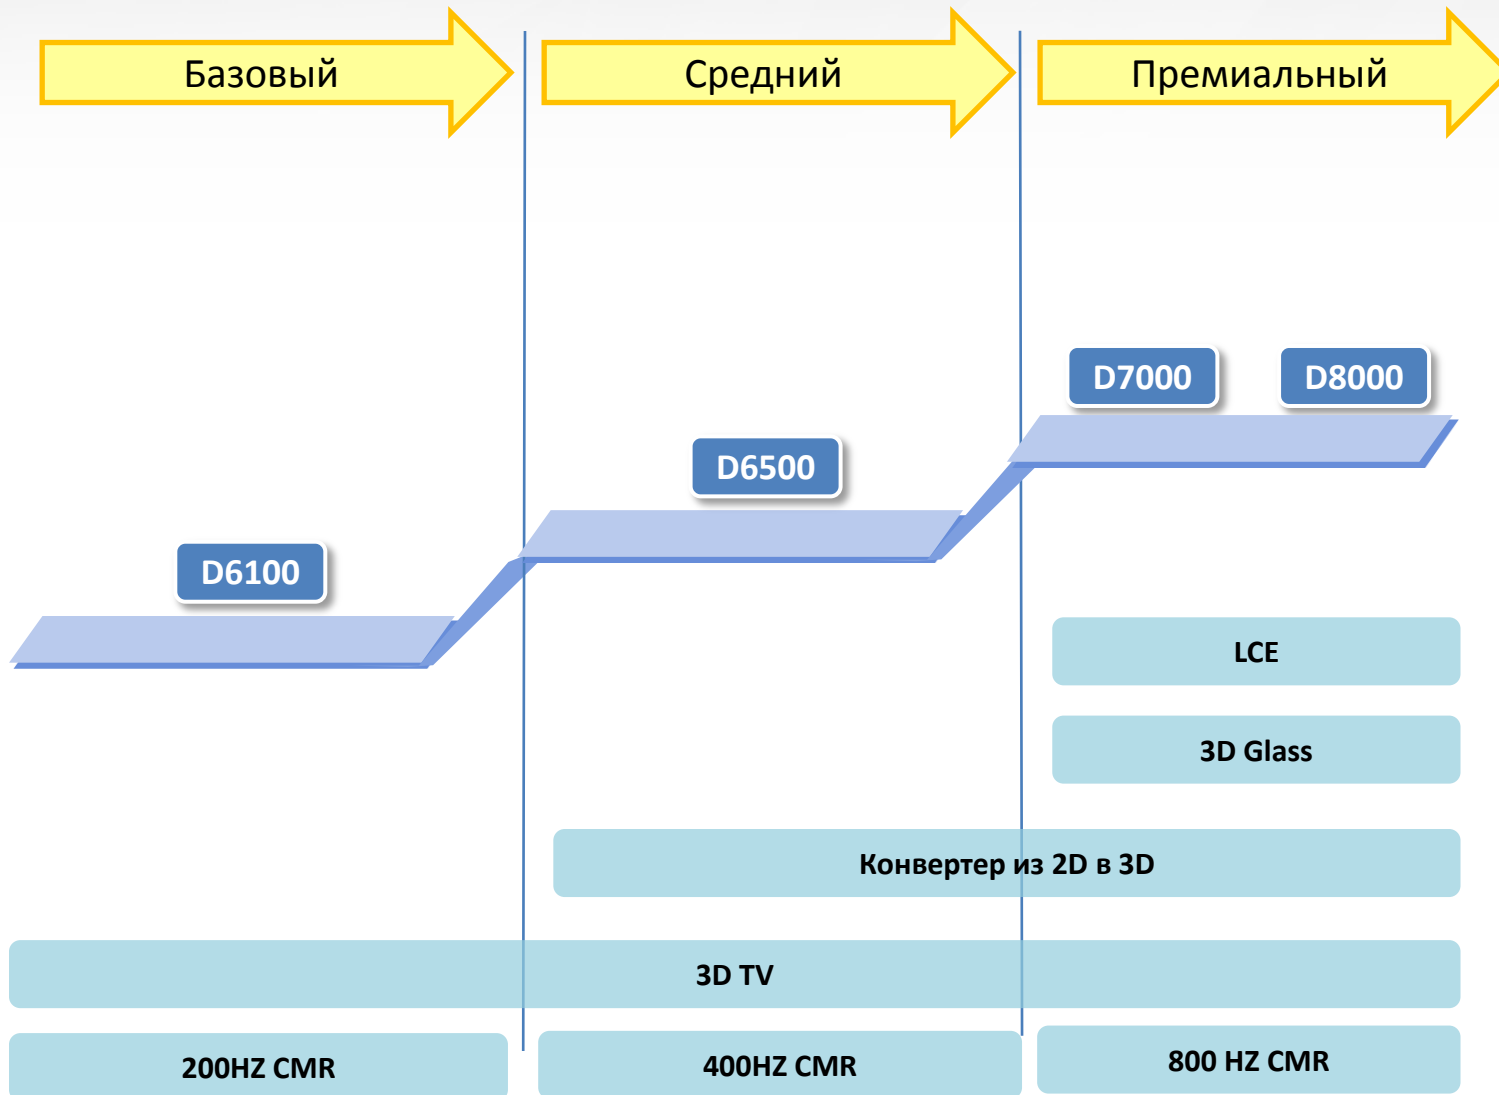 Базовый
Средний
Премиальный
D7000
D8000
D6500
D6100
LCE
3D Glass
Конвертер из 2D в 3D
3D TV
200HZ CMR
400HZ CMR
800 HZ CMR